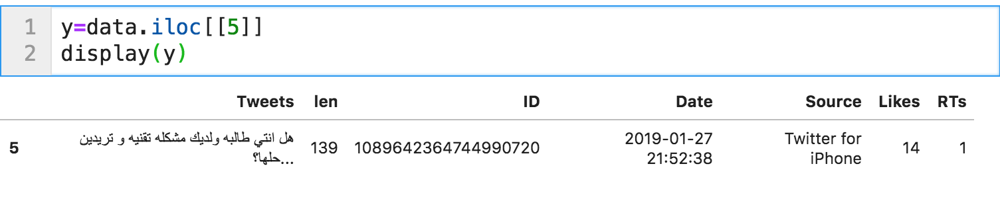 1 y=data.iloc[[5]]
2 display(y)
Tweets len ID Date Source Likes RTs
5 هل انتي طالبه ولديك مشكله تقنيه و تريدين 139 1089642364744990720 2019-01-27 Twitter for 14 1
حلها؟... 21:52:38 iPhone